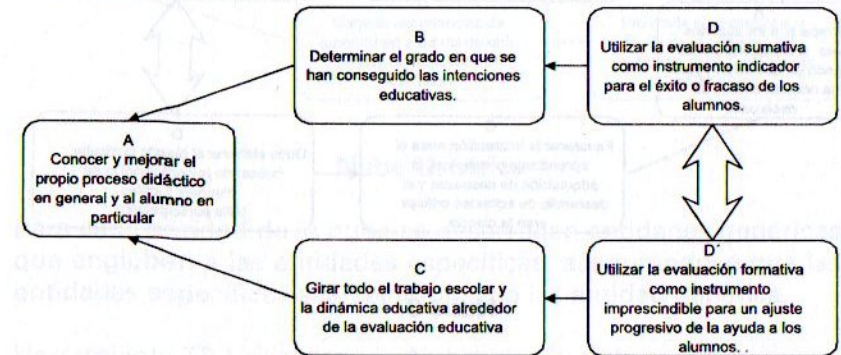 B
Determinar el grado en que se
han conseguido las intenciones
educativas.
D
Utilizar la evaluación sumativa
como instrumento indicador
para el éxito o fracaso de los
alumnos.
A
Conocer y mejorar el
propio proceso didáctico
en general y al alumno en
particular
C
Girar todo el trabajo escolar y
la dinámica educativa alrededor
de la evaluación educativa
D´
Utilizar la evaluación formativa
como instrumento
imprescindible para un ajuste
progresivo de la ayuda a los
alumnos. .